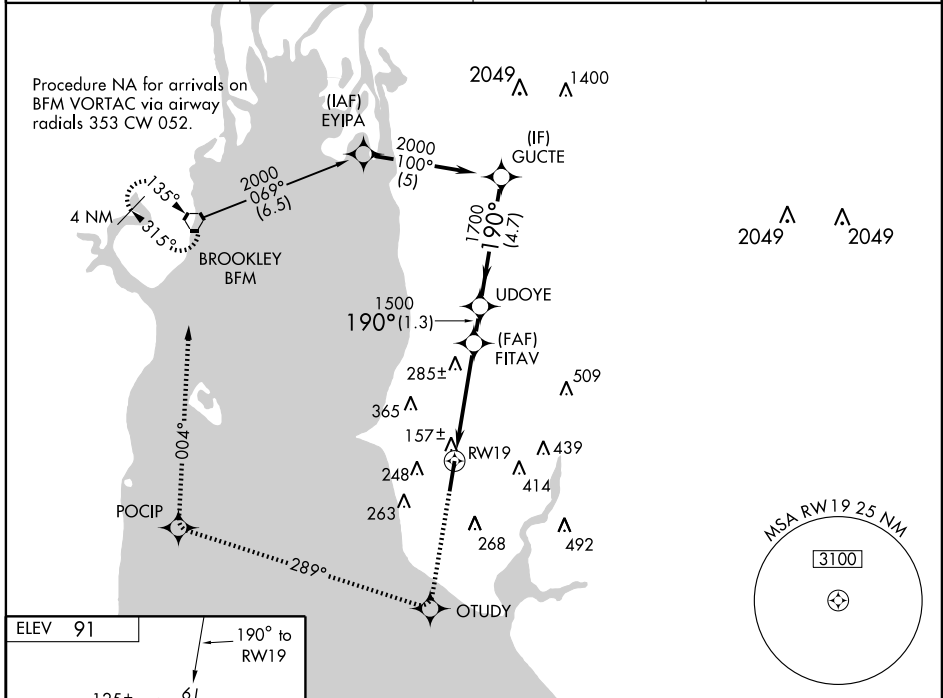 Procedure NA for arrivals on
BFM VORTAC via airway
radials 353 CW 052.
(IAF)
EYIPA
2049
1400
2000
100°
(5)
(IF)
GUCTE
2000
069°
(6.5)
135°
4 NM
315°
BROOKLEY
BFM
1700
190°
(4.7)
2049
2049
UDOYE
1500
190° (1.3)
(FAF)
FITAV
285±
509
365
157±
RW19
439
004°
248
414
263
POCIP
268
492
289°
OTUDY
MSA RW19 25 NM
3100
ELEV 91
190° to
RW19
125±